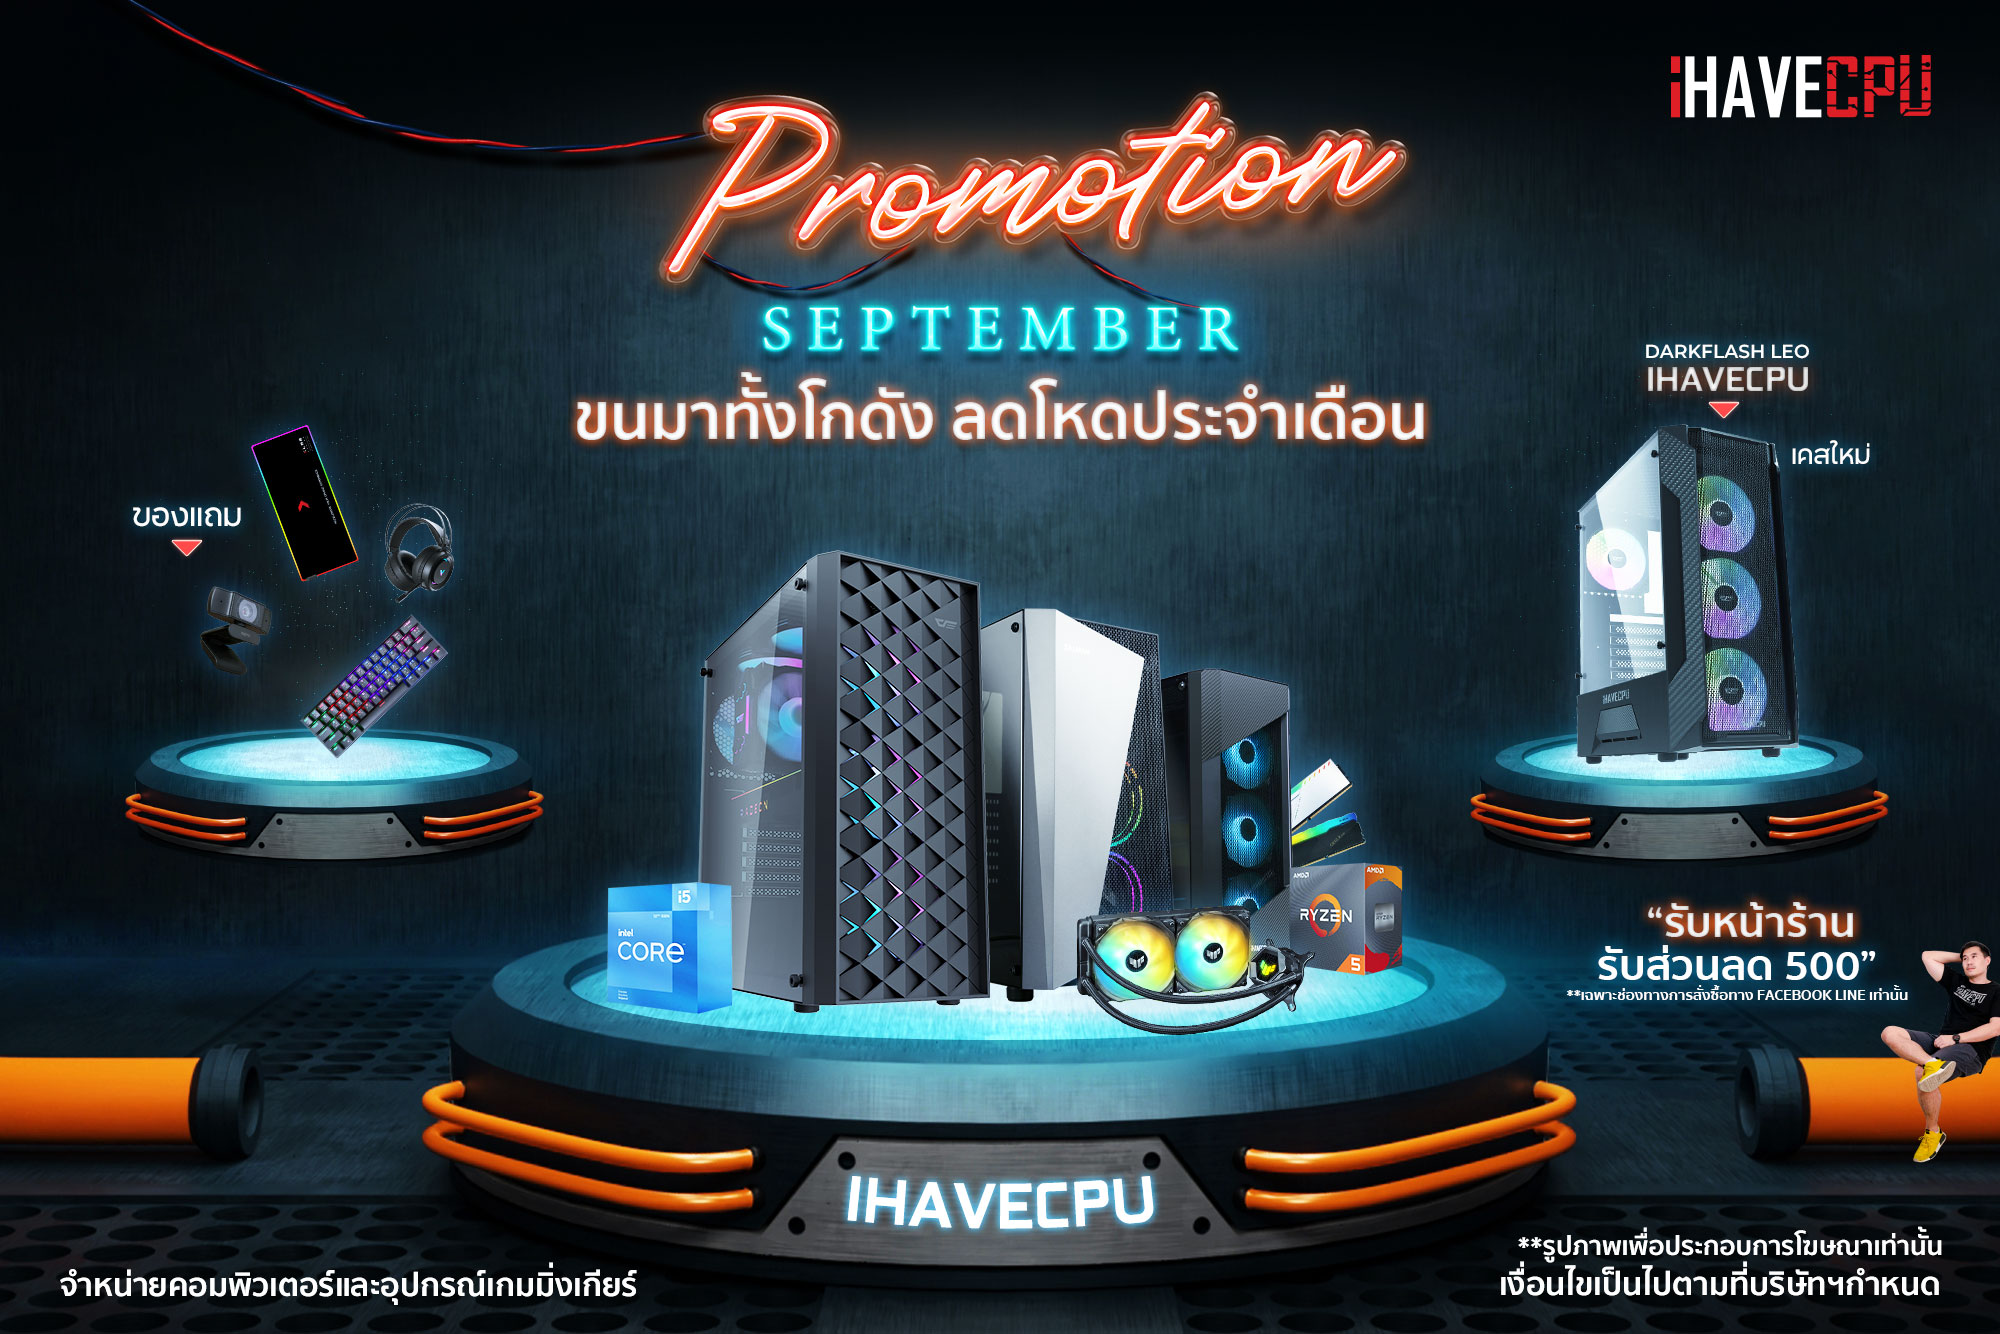 iHAVECPU
Promotion
SEPTEMBER
ขนมาทั้งโกดัง ลดโหดประจำเดือน
DARKFLASH LEO
IHAVECPU
เคสใหม่
ของแถม
IHAVECPU
RADEON
i5
intel
CORE
AMD
AMD
RYZEN
RYZEN
5
“รับหน้าร้าน
รับส่วนลด 500”
**เฉพาะช่องทางการสั่งซื้อทาง FACEBOOK LINE เท่านั้น
IHAVECPU
IHAVECPU
**รูปภาพเพื่อประกอบการโฆษณาเท่านั้น
จำหน่ายคอมพิวเตอร์และอุปกรณ์เกมมิ่งเกียร์
เงื่อนไขเป็นไปตามที่บริษัทฯกำหนด